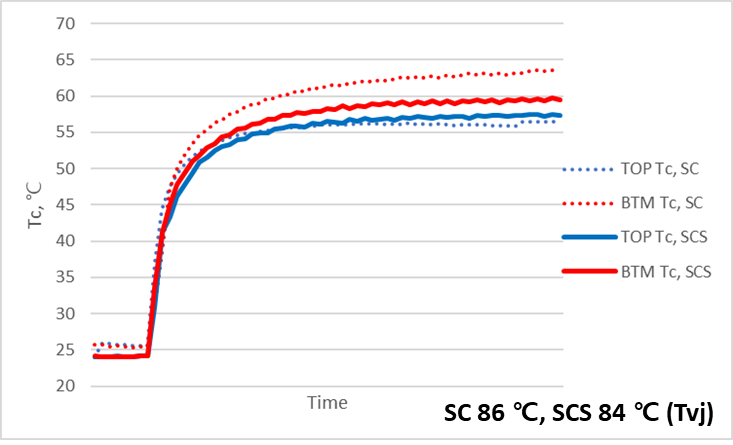 70
65
60
55
50
45
40
35
30
25
20
Tc, ℃
Time
TOP Tc, SC
BTM Tc, SC
TOP Tc, SCS
BTM Tc, SCS
SC 86 ℃, SCS 84 ℃ (Tvj)